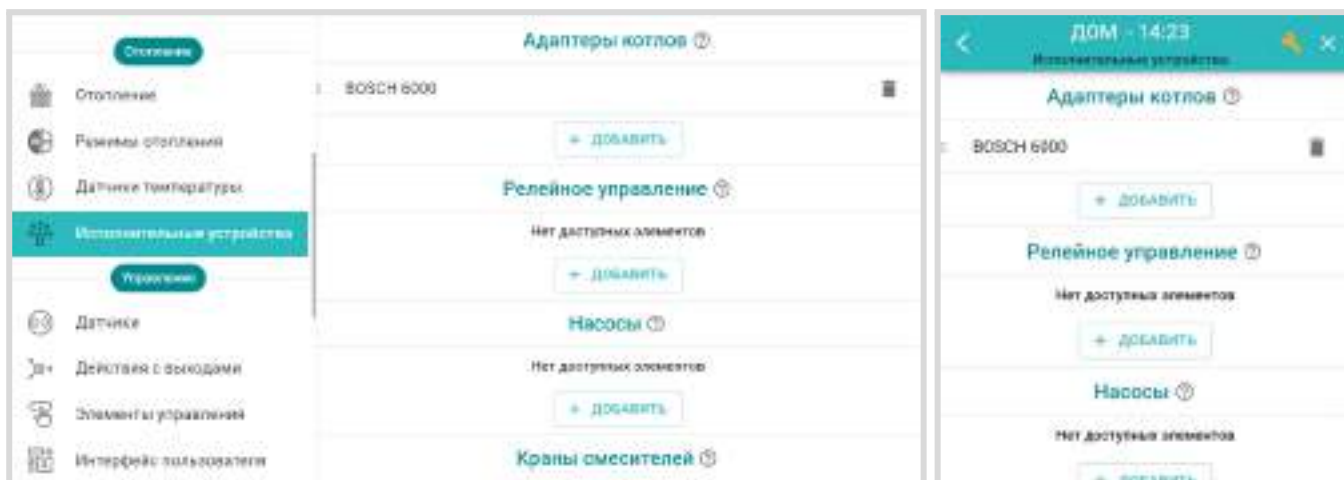 Отопление
Отопление
Режимы отопления
Датчики температуры
Исполнительные устройства
Управление
Датчики
Действия с выходами
Элементы управления
Интерфейс пользователя
Адаптеры котлов
BOSCH 6000
+ ДОБАВИТЬ
Релейное управление
Нет доступных элементов
+ ДОБАВИТЬ
Насосы
Нет доступных элементов
+ ДОБАВИТЬ
Краны смесителей
ДОМ - 14:23
Исполнительные устройства
Адаптеры котлов
BOSCH 6000
+ ДОБАВИТЬ
Релейное управление
Нет доступных элементов
+ ДОБАВИТЬ
Насосы
Нет доступных элементов
+ ДОБАВИТЬ